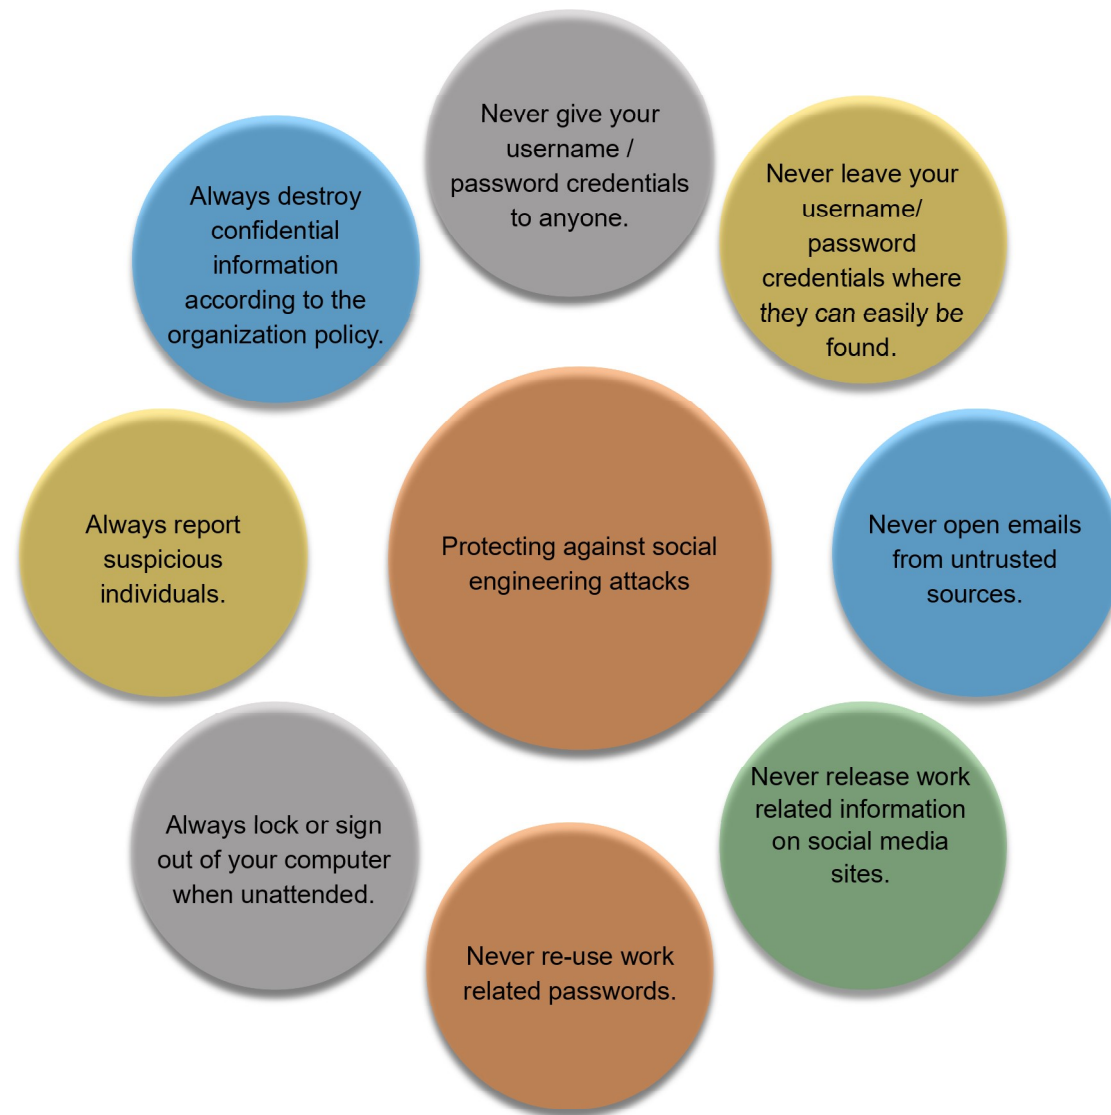 Never give your
username /
password credentials
to anyone.
Never leave your
username/
password
credentials where
they can easily be
found.
Never open emails
from untrusted
sources.
Never release work
related information
on social media
sites.
Never re-use work
related passwords.
Always lock or sign
out of your computer
when unattended.
Always report
suspicious
individuals.
Always destroy
confidential
information
according to the
organization policy.
Protecting against social
engineering attacks